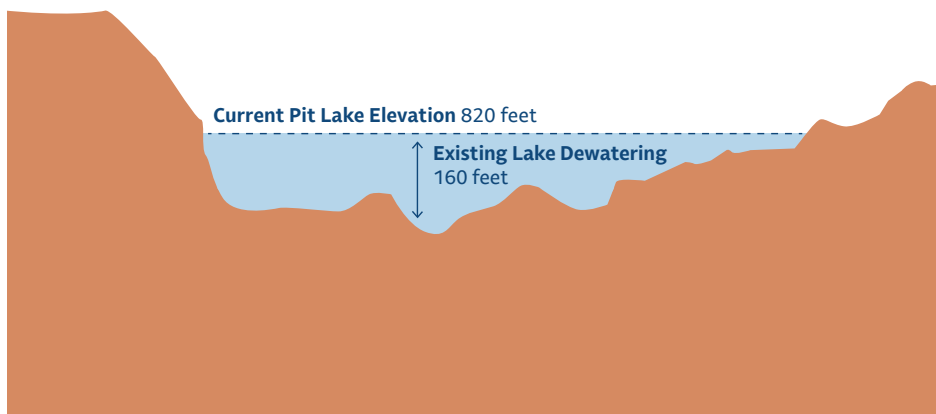 Current Pit Lake Elevation 820 feet
Existing Lake Dewatering
160 feet